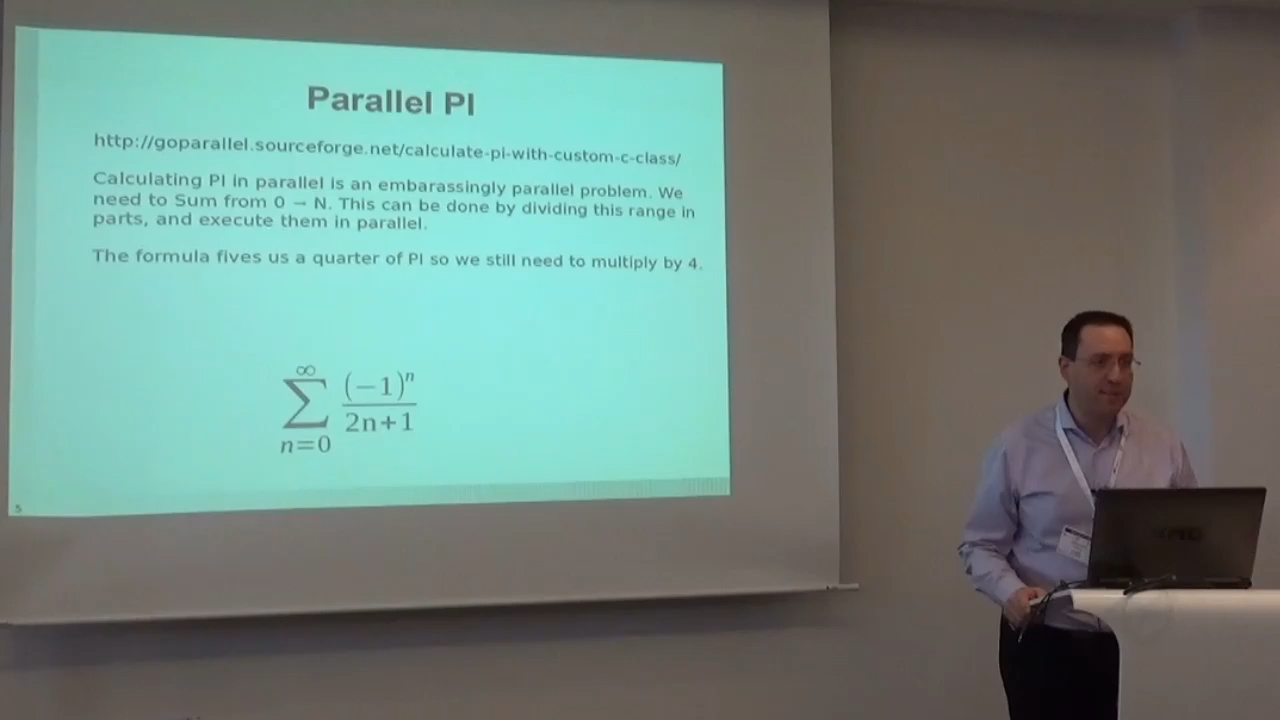 Parallel PI
http://goparallel.sourceforge.net/calculate-pi-with-custom-c-class/
Calculating PI in parallel is an embarassingly parallel problem. We
need to Sum from 0 → N. This can be done by dividing this range in
parts, and execute them in parallel.
The formula fives us a quarter of PI so we still need to multiply by 4.
∞
∑ (−1)ⁿ
2n+1
n=0
5